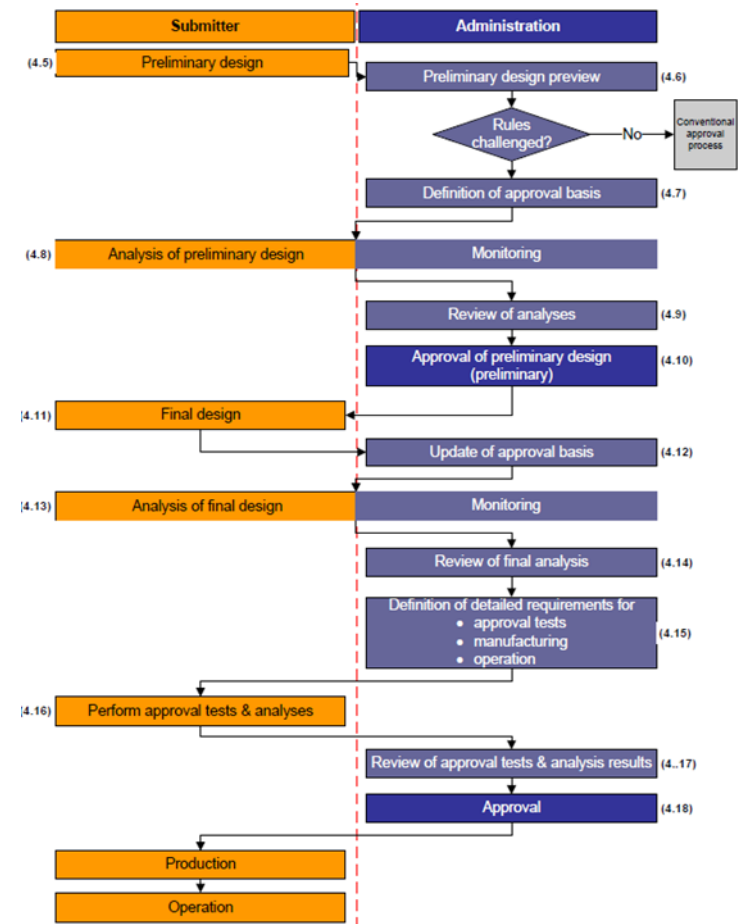 Submitter
Administration
(4.5)
Preliminary design
Preliminary design preview
(4.6)
Rules
challenged?
No
Conventional
approval
process
Definition of approval basis
(4.7)
(4.8)
Analysis of preliminary design
Monitoring
Review of analyses
(4.9)
Approval of preliminary design
(preliminary)
(4.10)
(4.11)
Final design
Update of approval basis
(4.12)
(4.13)
Analysis of final design
Monitoring
Review of final analysis
(4.14)
Definition of detailed requirements for
• approval tests
• manufacturing
• operation
(4.15)
(4.16)
Perform approval tests & analyses
Review of approval tests & analysis results
(4..17)
Approval
(4.18)
Production
Operation